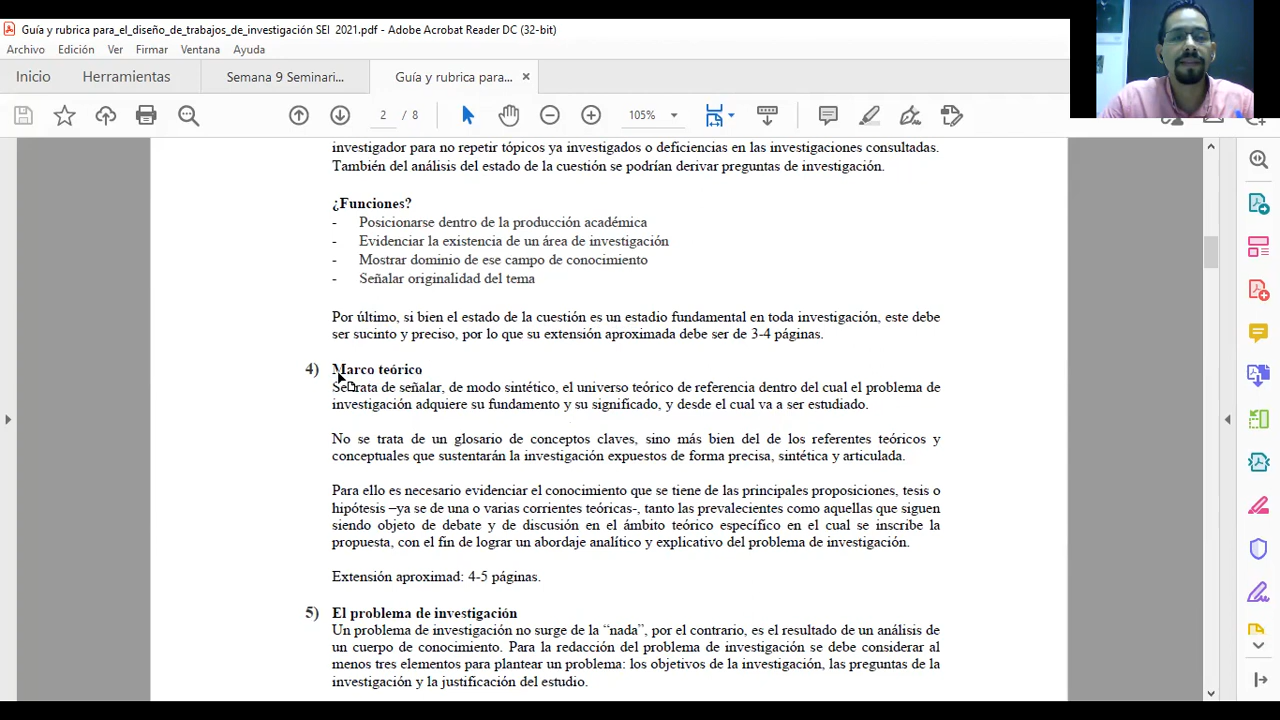 Guía y rubrica para_el_diseño_de_trabajos_de_investigación SEI 2021.pdf - Adobe Acrobat Reader DC (32-bit)
Archivo Edición Ver Firmar Ventana Ayuda
Inicio Herramientas Semana 9 Seminari... Guía y rubrica para... ×
2 / 8 105%
investigador para no repetir tópicos ya investigados o deficiencias en las investigaciones consultadas.
También del análisis del estado de la cuestión se podrían derivar preguntas de investigación.
¿Funciones?
- Posicionarse dentro de la producción académica
- Evidenciar la existencia de un área de investigación
- Mostrar dominio de ese campo de conocimiento
- Señalar originalidad del tema
Por último, si bien el estado de la cuestión es un estadio fundamental en toda investigación, este debe
ser sucinto y preciso, por lo que su extensión aproximada debe ser de 3-4 páginas.
4) Marco teórico
Se trata de señalar, de modo sintético, el universo teórico de referencia dentro del cual el problema de
investigación adquiere su fundamento y su significado, y desde el cual va a ser estudiado.
No se trata de un glosario de conceptos claves, sino más bien del de los referentes teóricos y
conceptuales que sustentarán la investigación expuestos de forma precisa, sintética y articulada.
Para ello es necesario evidenciar el conocimiento que se tiene de las principales proposiciones, tesis o
hipótesis –ya se de una o varias corrientes teóricas-, tanto las prevalecientes como aquellas que siguen
siendo objeto de debate y de discusión en el ámbito teórico específico en el cual se inscribe la
propuesta, con el fin de lograr un abordaje analítico y explicativo del problema de investigación.
Extensión aproximad: 4-5 páginas.
5) El problema de investigación
Un problema de investigación no surge de la “nada”, por el contrario, es el resultado de un análisis de
un cuerpo de conocimiento. Para la redacción del problema de investigación se debe considerar al
menos tres elementos para plantear un problema: los objetivos de la investigación, las preguntas de la
investigación y la justificación del estudio.